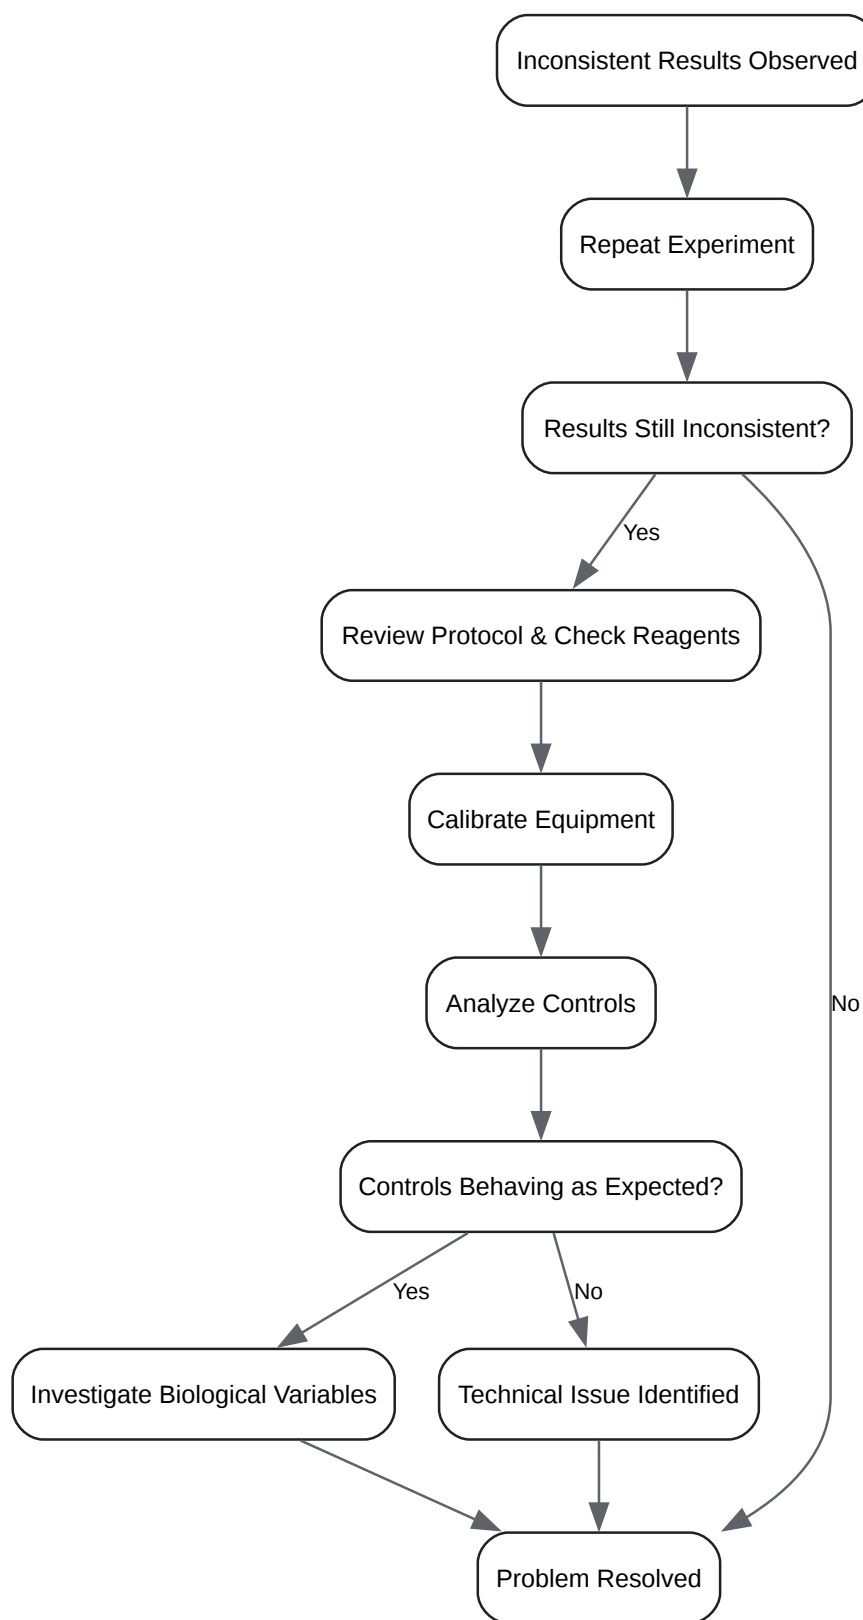 Inconsistent Results Observed
Repeat Experiment
Results Still Inconsistent?
Yes
Review Protocol & Check Reagents
Calibrate Equipment
Analyze Controls
No
Controls Behaving as Expected?
Yes
No
Investigate Biological Variables
Technical Issue Identified
Problem Resolved